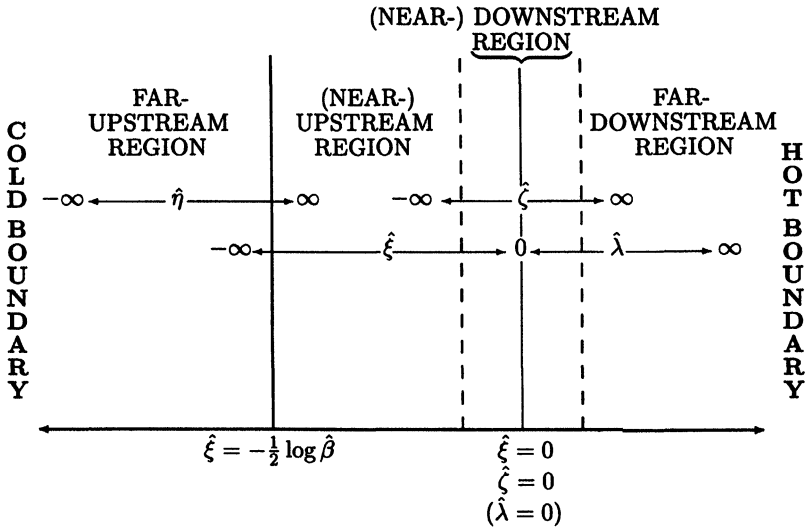 (NEAR-) DOWNSTREAM
REGION
FAR-
UPSTREAM
REGION
(NEAR-)
UPSTREAM
REGION
FAR-
DOWNSTREAM
REGION
COLD BOUNDARY
HOT BOUNDARY
−∞ η̂ ∞
−∞ ζ̂ ∞
−∞ ξ̂ 0 λ̂ ∞
ξ̂ = −½ log β̂
ξ̂ = 0
ζ̂ = 0
(λ̂ = 0)